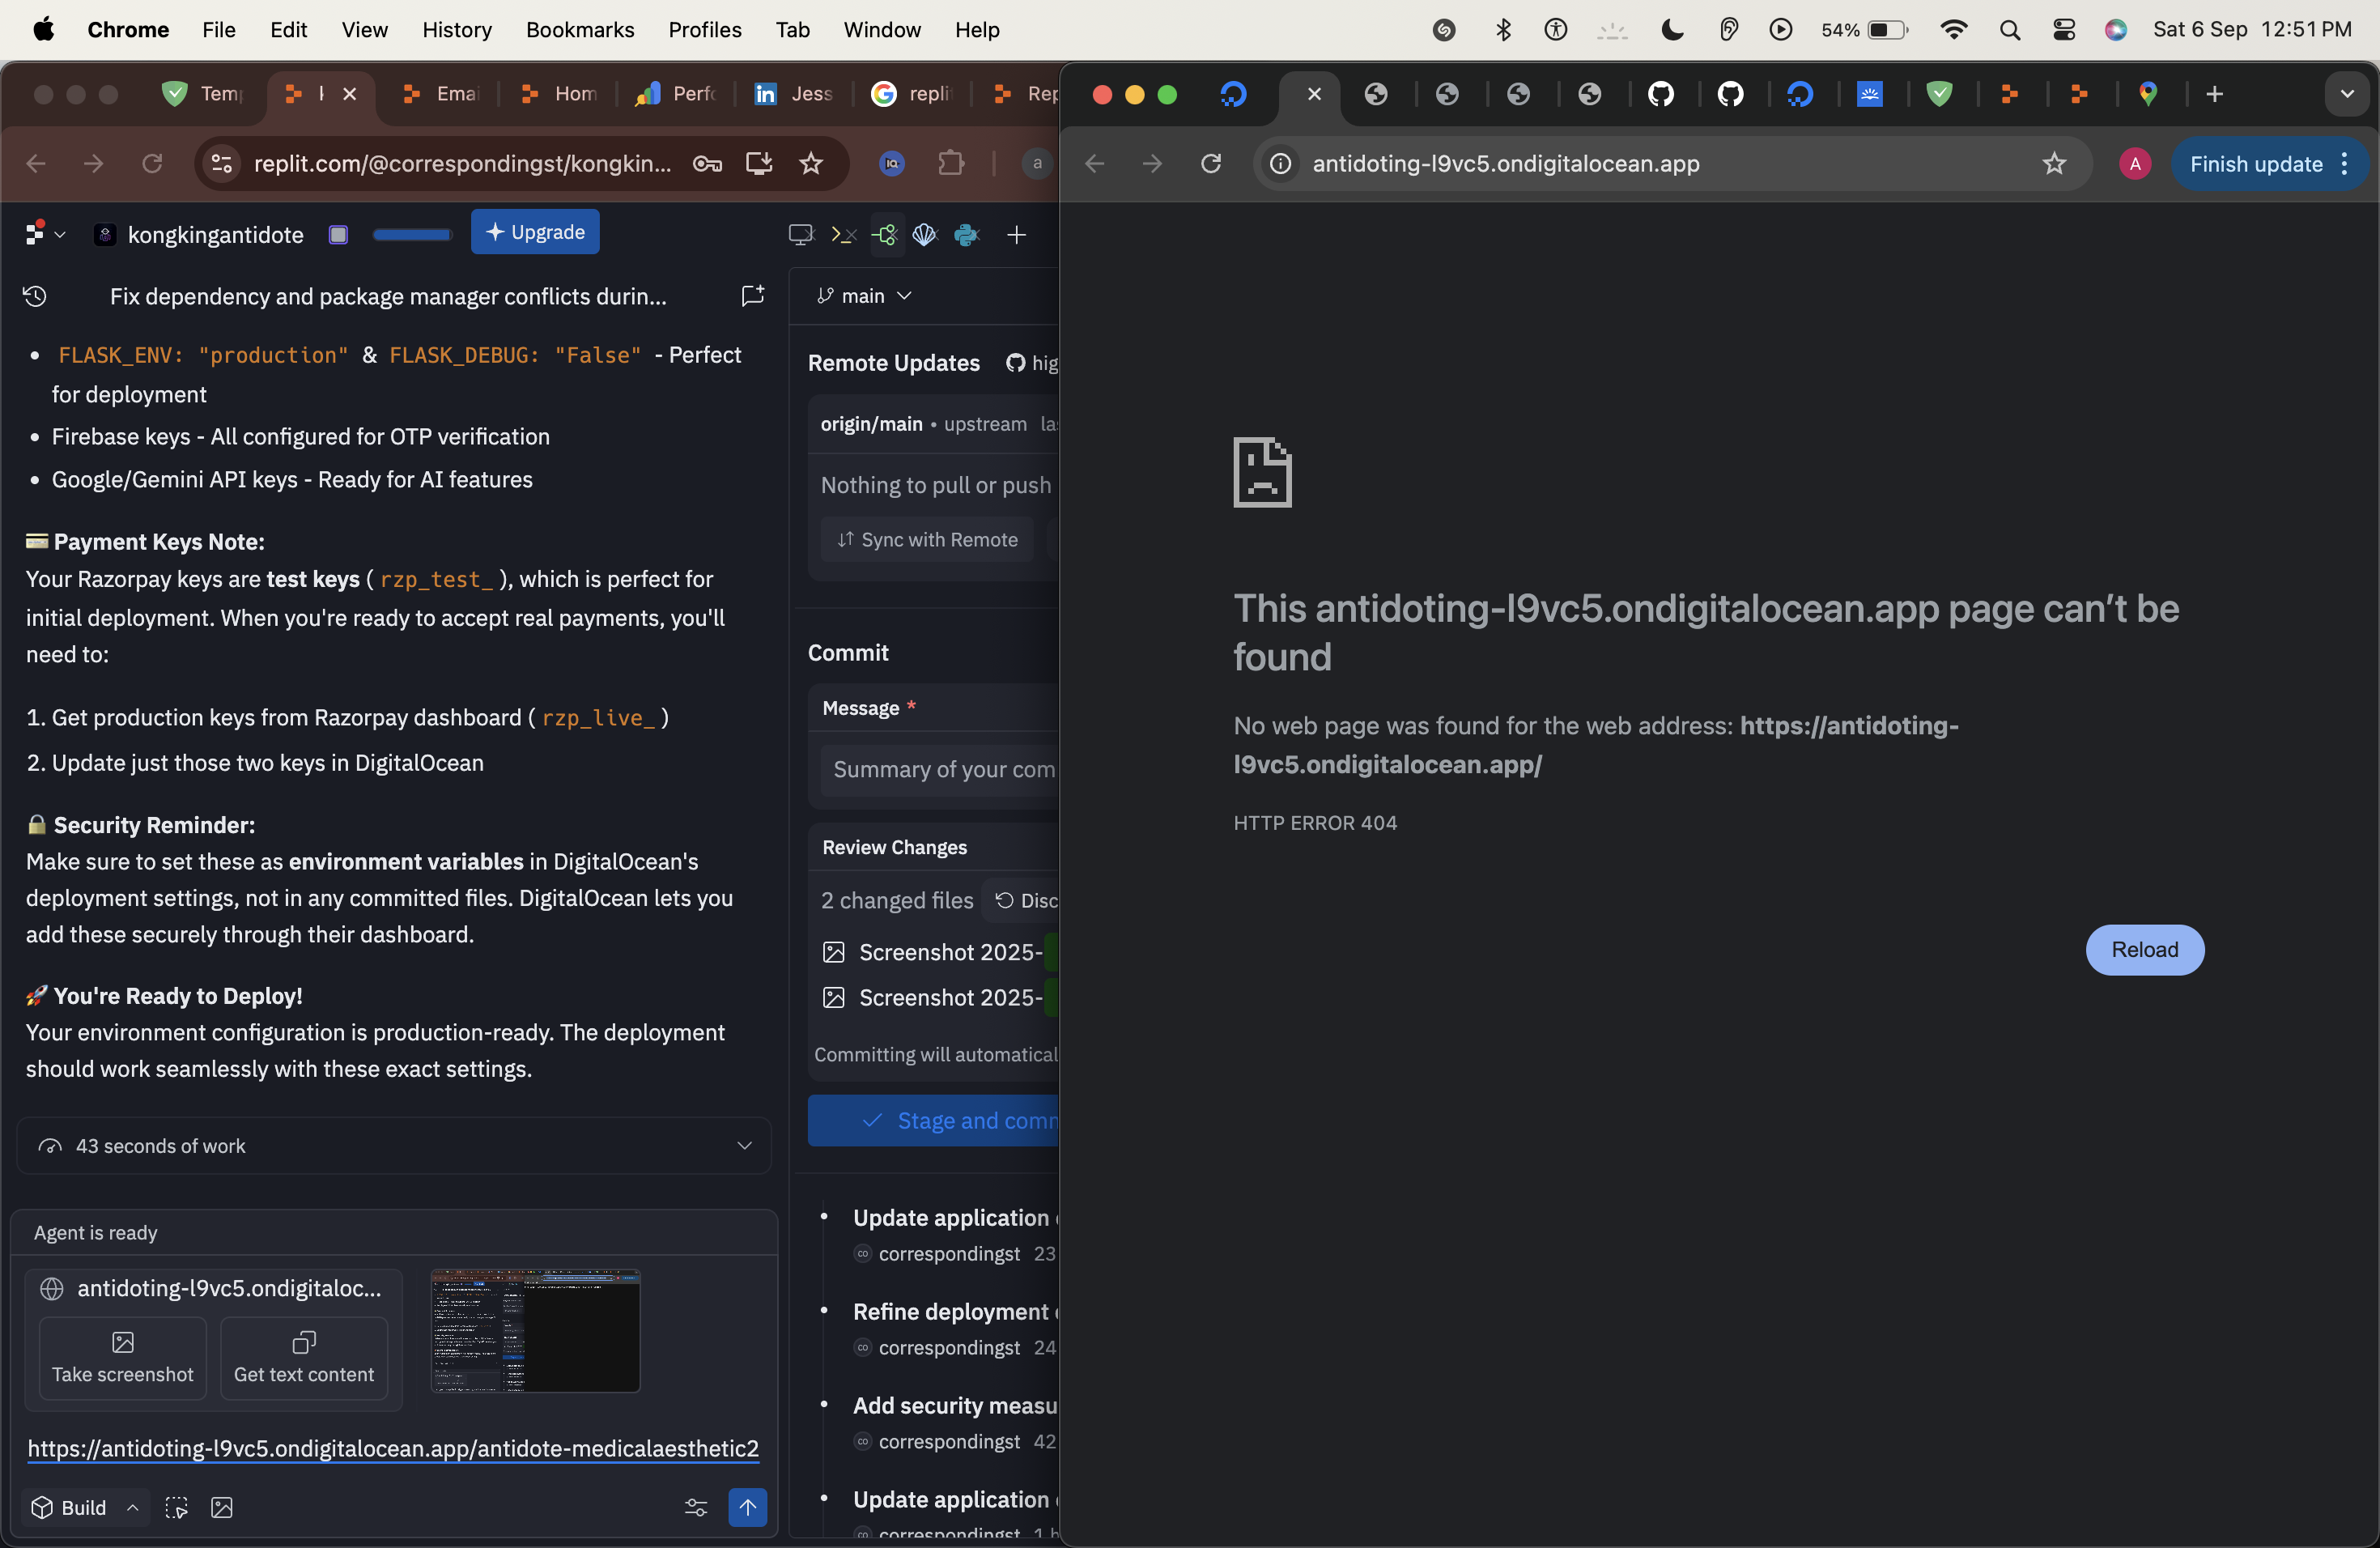 Chrome File Edit View History Bookmarks Profiles Tab Window Help
54%
Sat 6 Sep 12:51 PM
Temp
Emai
Hom
Perfo
in Jess
replit
Rep
replit.com/@correspondingst/kongkin...
a
kongkingantidote
Upgrade
Fix dependency and package manager conflicts durin...
• FLASK_ENV: "production" & FLASK_DEBUG: "False" - Perfect
for deployment
• Firebase keys - All configured for OTP verification
• Google/Gemini API keys - Ready for AI features
💳 Payment Keys Note:
Your Razorpay keys are test keys ( rzp_test_ ), which is perfect for
initial deployment. When you're ready to accept real payments, you'll
need to:
1. Get production keys from Razorpay dashboard ( rzp_live_ )
2. Update just those two keys in DigitalOcean
🔒 Security Reminder:
Make sure to set these as environment variables in DigitalOcean's
deployment settings, not in any committed files. DigitalOcean lets you
add these securely through their dashboard.
🚀 You're Ready to Deploy!
Your environment configuration is production-ready. The deployment
should work seamlessly with these exact settings.
43 seconds of work
Agent is ready
antidoting-l9vc5.ondigitaloc...
Take screenshot
Get text content
https://antidoting-l9vc5.ondigitalocean.app/antidote-medicalaesthetic2
Build
main
Remote Updates hig
origin/main • upstream las
Nothing to pull or push
Sync with Remote
Commit
Message *
Summary of your com
Review Changes
2 changed files Disc
Screenshot 2025-
Screenshot 2025-
Committing will automatical
Stage and comm
• Update application
co correspondingst 23
• Refine deployment
co correspondingst 24
• Add security measu
co correspondingst 42
• Update application
co correspondingst 1 h
antidoting-l9vc5.ondigitalocean.app
A
Finish update
This antidoting-l9vc5.ondigitalocean.app page can’t be
found
No web page was found for the web address: https://antidoting-
l9vc5.ondigitalocean.app/
HTTP ERROR 404
Reload